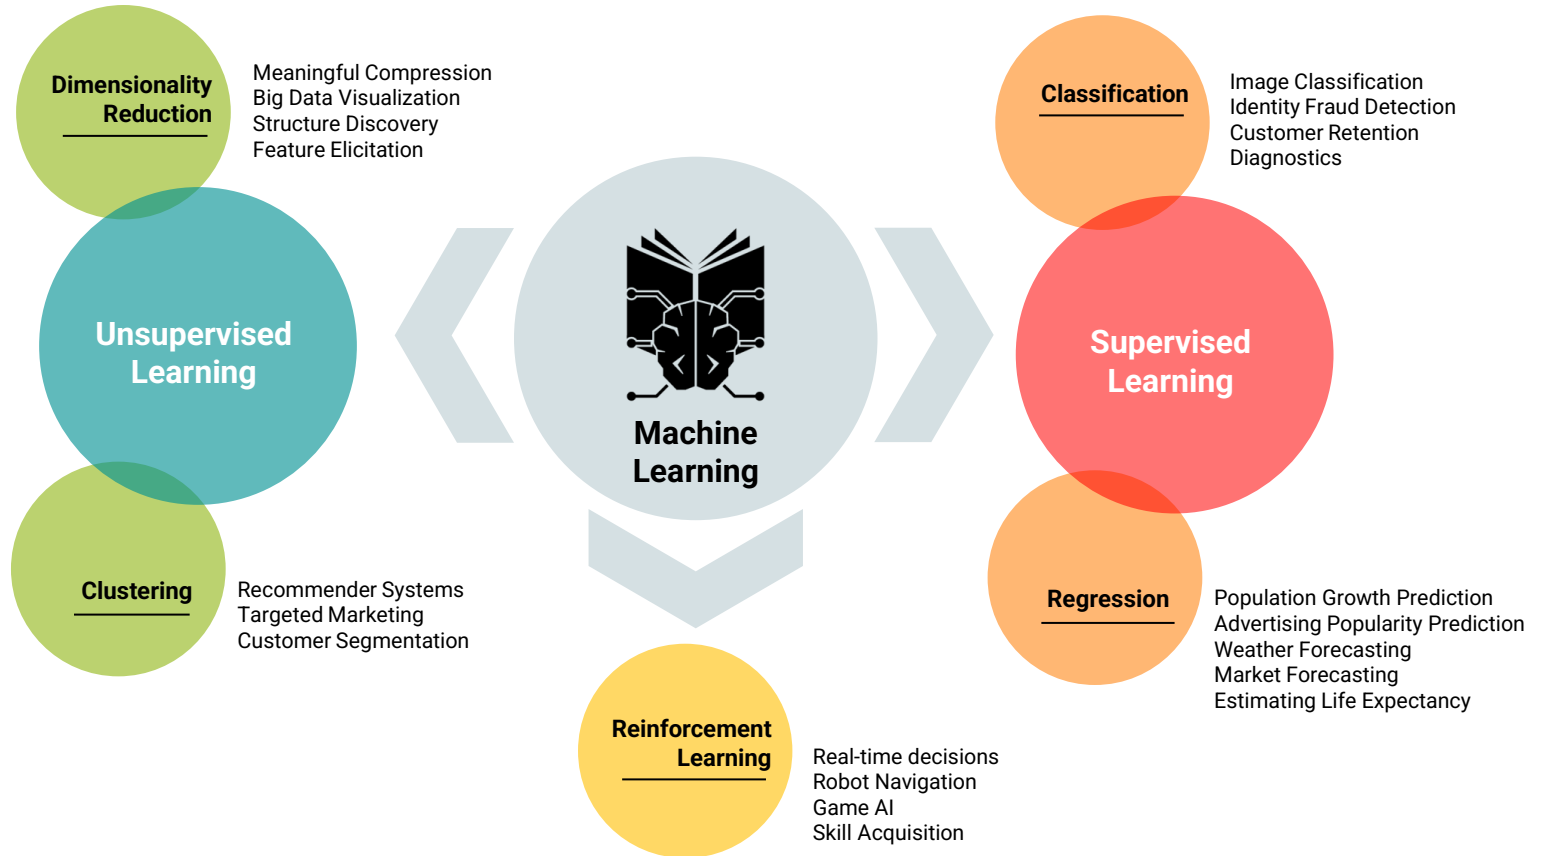 Dimensionality
Reduction
Meaningful Compression
Big Data Visualization
Structure Discovery
Feature Elicitation
Unsupervised
Learning
Clustering
Recommender Systems
Targeted Marketing
Customer Segmentation
Machine
Learning
Reinforcement
Learning
Real-time decisions
Robot Navigation
Game AI
Skill Acquisition
Classification
Image Classification
Identity Fraud Detection
Customer Retention
Diagnostics
Supervised
Learning
Regression
Population Growth Prediction
Advertising Popularity Prediction
Weather Forecasting
Market Forecasting
Estimating Life Expectancy